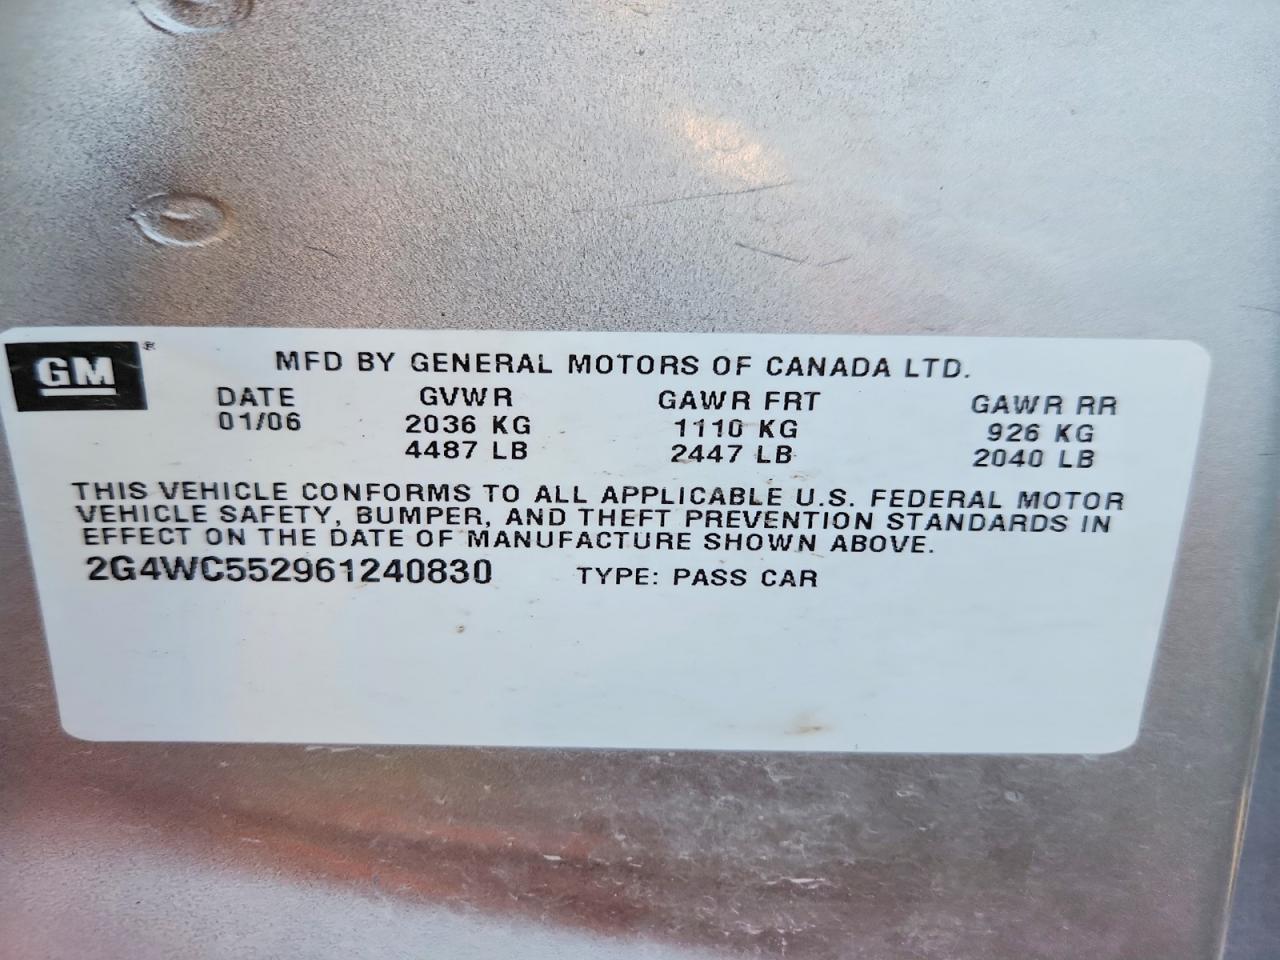 GM®
MFD BY GENERAL MOTORS OF CANADA LTD.
DATE GVWR GAWR FRT GAWR RR
01/06 2036 KG 1110 KG 926 KG
4487 LB 2447 LB 2040 LB
THIS VEHICLE CONFORMS TO ALL APPLICABLE U.S. FEDERAL MOTOR
VEHICLE SAFETY, BUMPER, AND THEFT PREVENTION STANDARDS IN
EFFECT ON THE DATE OF MANUFACTURE SHOWN ABOVE.
2G4WC552961240830 TYPE: PASS CAR